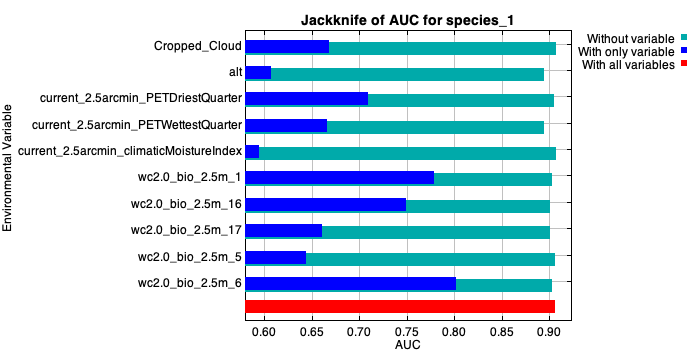 Jackknife of AUC for species_1
Without variable
With only variable
With all variables
Environmental Variable
Cropped_Cloud
alt
current_2.5arcmin_PETDriestQuarter
current_2.5arcmin_PETWettestQuarter
current_2.5arcmin_climaticMoistureIndex
wc2.0_bio_2.5m_1
wc2.0_bio_2.5m_16
wc2.0_bio_2.5m_17
wc2.0_bio_2.5m_5
wc2.0_bio_2.5m_6
0.60 0.65 0.70 0.75 0.80 0.85 0.90
AUC